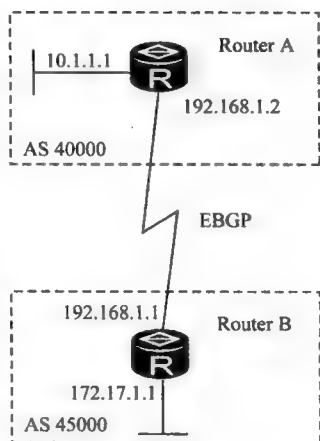 Router A
10.1.1.1
R
192.168.1.2
AS 40000
EBGP
192.168.1.1
Router B
R
172.17.1.1
AS 45000